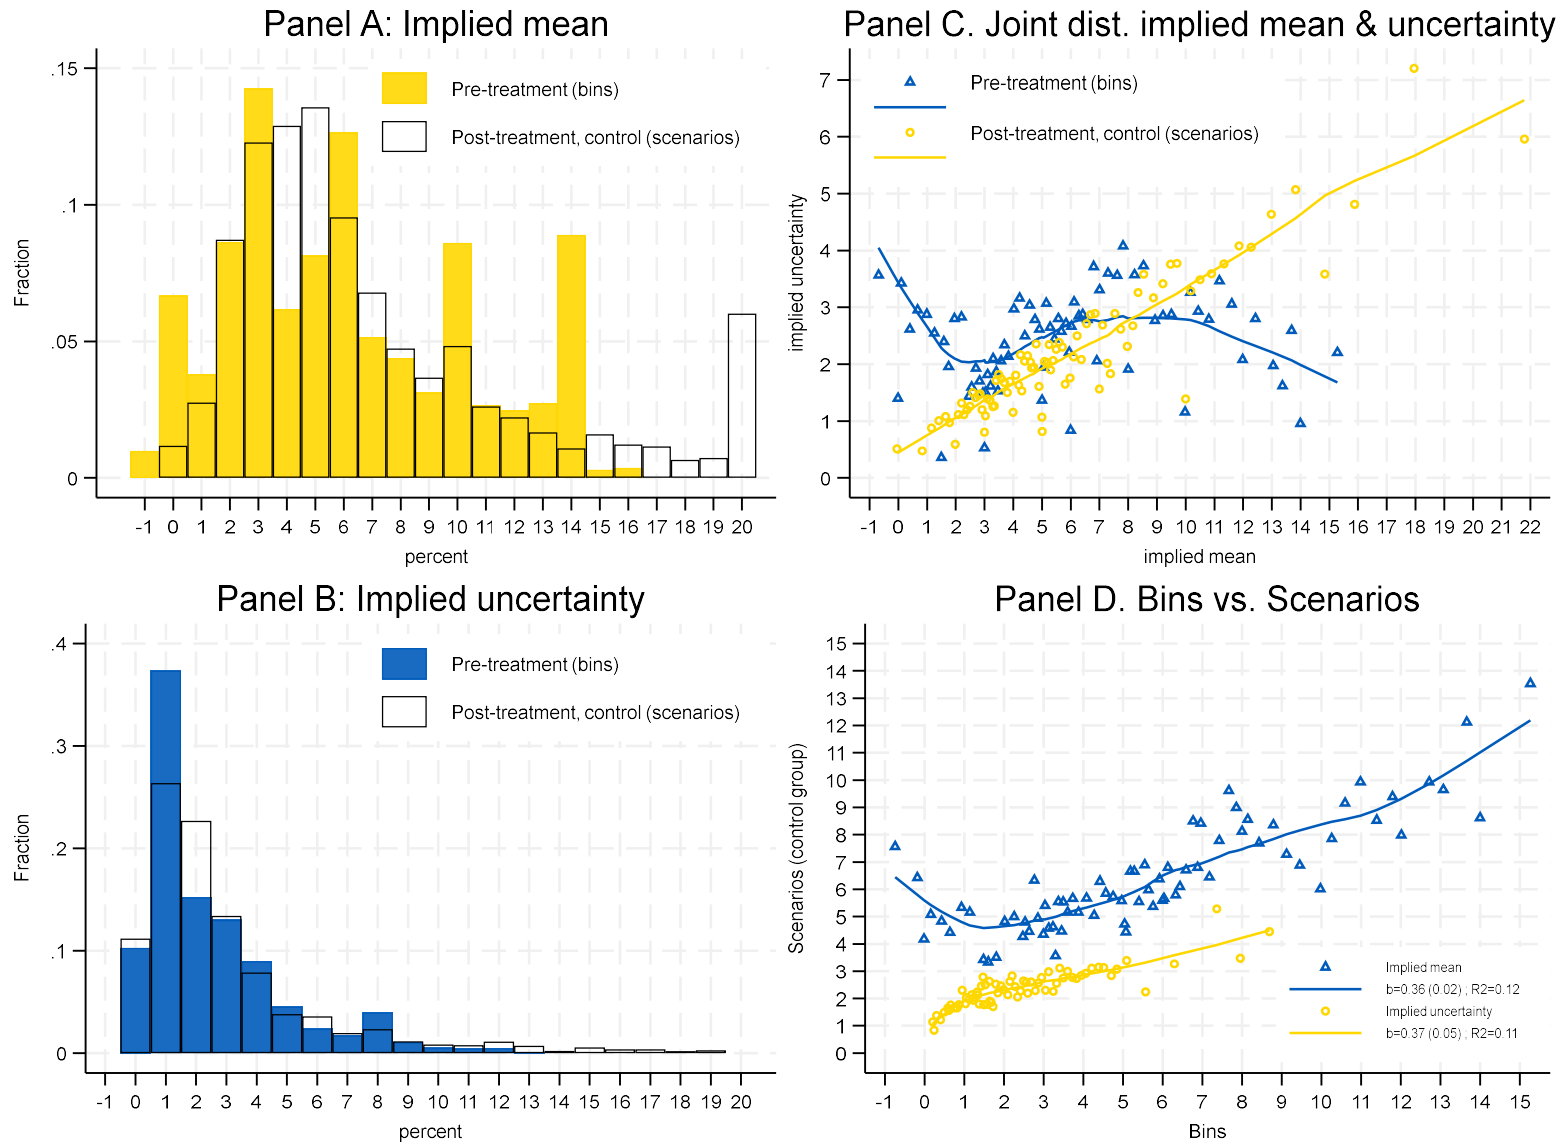 Panel A: Implied mean
.15
.1
.05
0
Fraction
Pre-treatment (bins)
Post-treatment, control (scenarios)
-1 0 1 2 3 4 5 6 7 8 9 10 11 12 13 14 15 16 17 18 19 20
percent
Panel C. Joint dist. implied mean & uncertainty
7
6
5
4
3
2
1
0
implied uncertainty
Pre-treatment (bins)
Post-treatment, control (scenarios)
-1 0 1 2 3 4 5 6 7 8 9 10 11 12 13 14 15 16 17 18 19 20 21 22
implied mean
Panel B: Implied uncertainty
.4
.3
.2
.1
0
Fraction
Pre-treatment (bins)
Post-treatment, control (scenarios)
-1 0 1 2 3 4 5 6 7 8 9 10 11 12 13 14 15 16 17 18 19 20
percent
Panel D. Bins vs. Scenarios
15
14
13
12
11
10
9
8
7
6
5
4
3
2
1
0
Scenarios (control group)
Implied mean
b=0.36 (0.02) ; R2=0.12
Implied uncertainty
b=0.37 (0.05) ; R2=0.11
-1 0 1 2 3 4 5 6 7 8 9 10 11 12 13 14 15
Bins